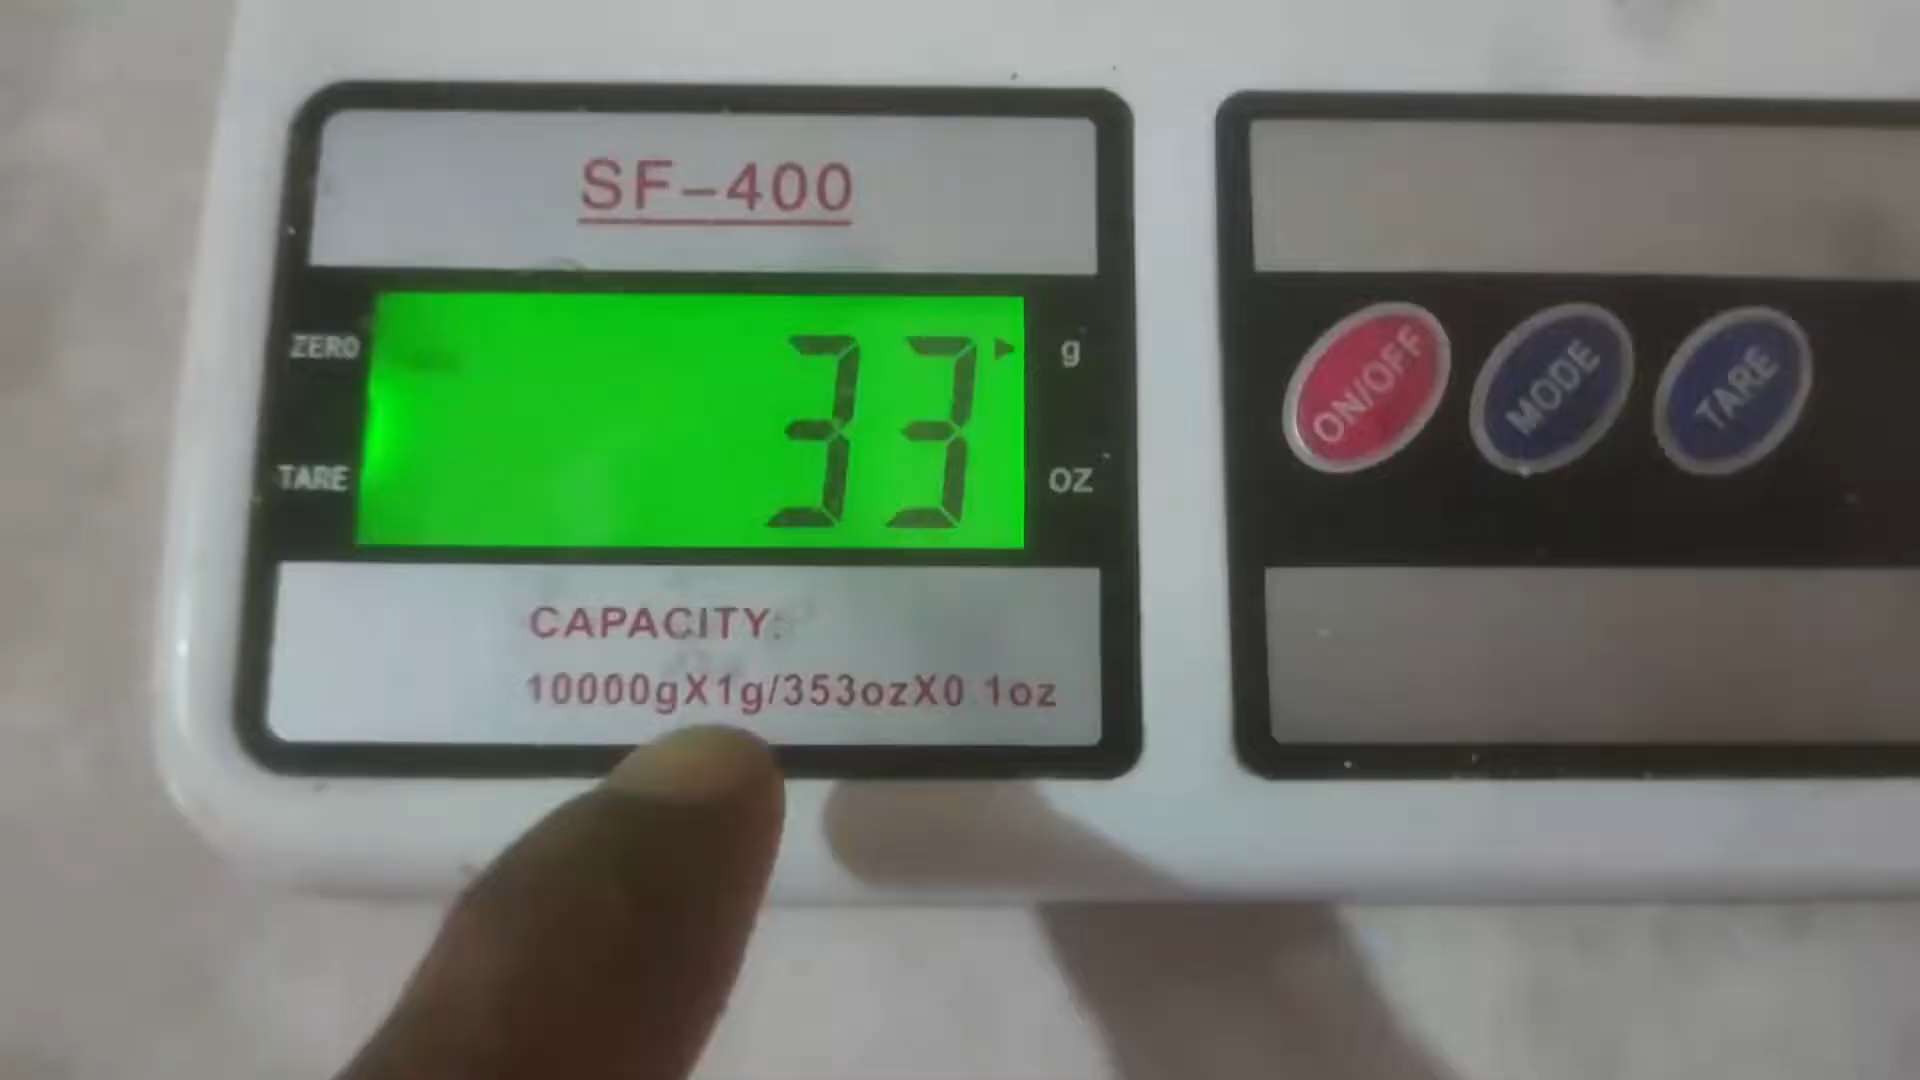 SF-400
ZERO
33
g
TARE
OZ
CAPACITY:
10000gX1g/353ozX0.1oz
ON/OFF
MODE
TARE